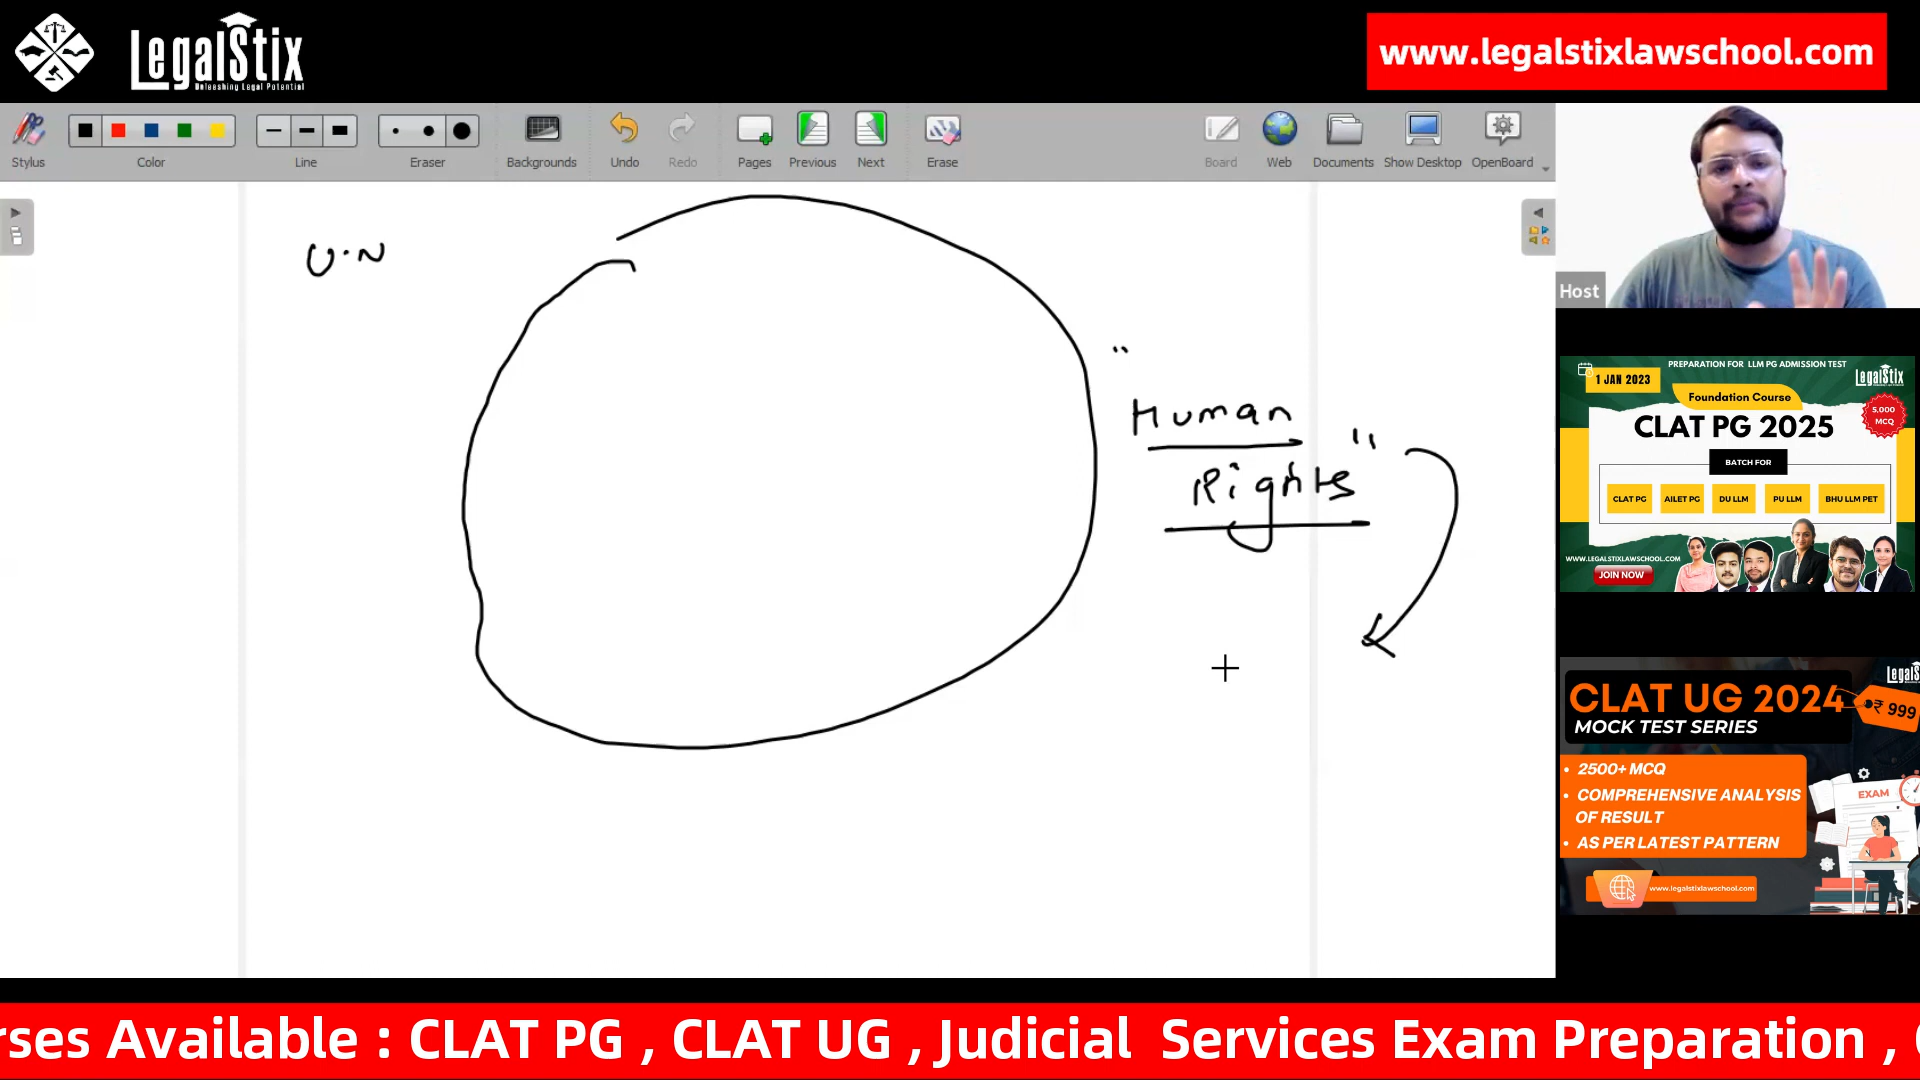 LegalStix
Unleashing Legal Potential
www.legalstixlawschool.com
Stylus
Color
Line
Eraser
Backgrounds
Undo
Redo
Pages
Previous
Next
Erase
Board
Web
Documents
Show Desktop
OpenBoard
U.N
"
Human
Rights"
Host
PREPARATION FOR LLM PG ADMISSION TEST
1 JAN 2023
LegalStix
Foundation Course
CLAT PG 2025
5.000
MCQ
BATCH FOR
CLAT PG
AILET PG
DU LLM
PU LLM
BHU LLM PET
WWW.LEGALSTIXLAWSCHOOL.COM
JOIN NOW
LegalS
CLAT UG 2024
₹ 999
MOCK TEST SERIES
• 2500+ MCQ
• COMPREHENSIVE ANALYSIS
OF RESULT
• AS PER LATEST PATTERN
EXAM
www.legalstixlawschool.com
rses Available : CLAT PG , CLAT UG , Judicial Services Exam Preparation ,